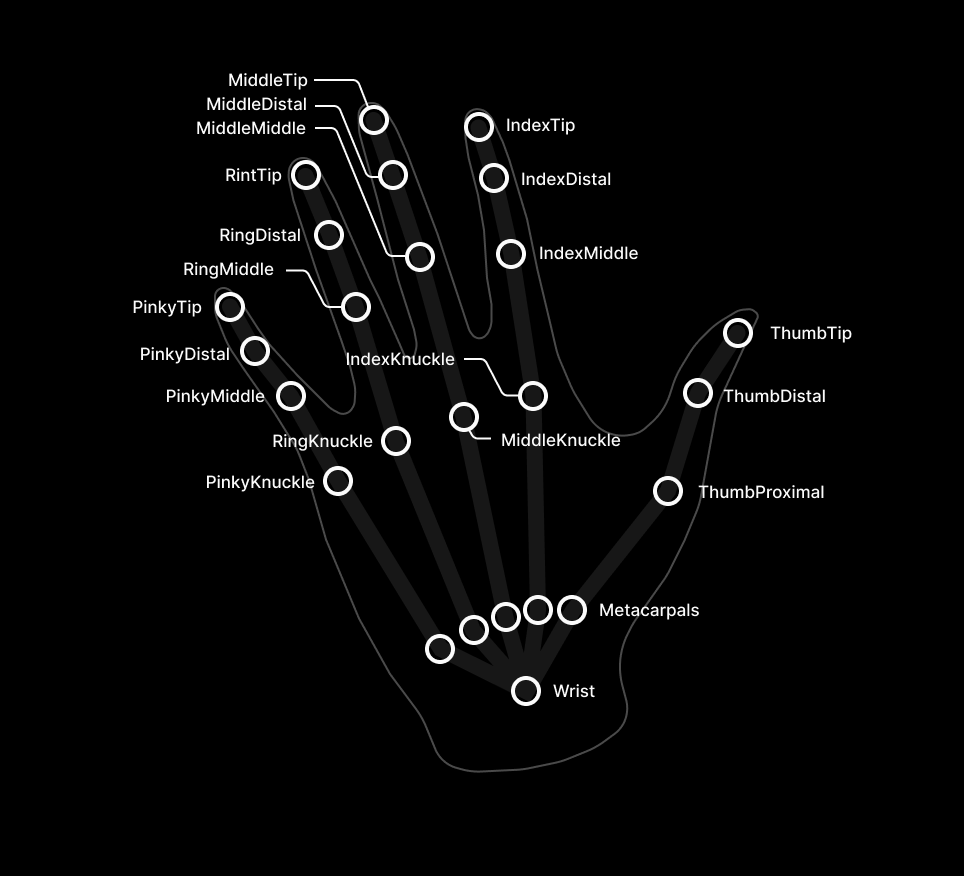 MiddleTip
MiddleDistal
MiddleMiddle
IndexTip
RintTip
IndexDistal
RingDistal
IndexMiddle
RingMiddle
PinkyTip
ThumbTip
PinkyDistal
IndexKnuckle
PinkyMiddle
ThumbDistal
RingKnuckle
MiddleKnuckle
PinkyKnuckle
ThumbProximal
Metacarpals
Wrist